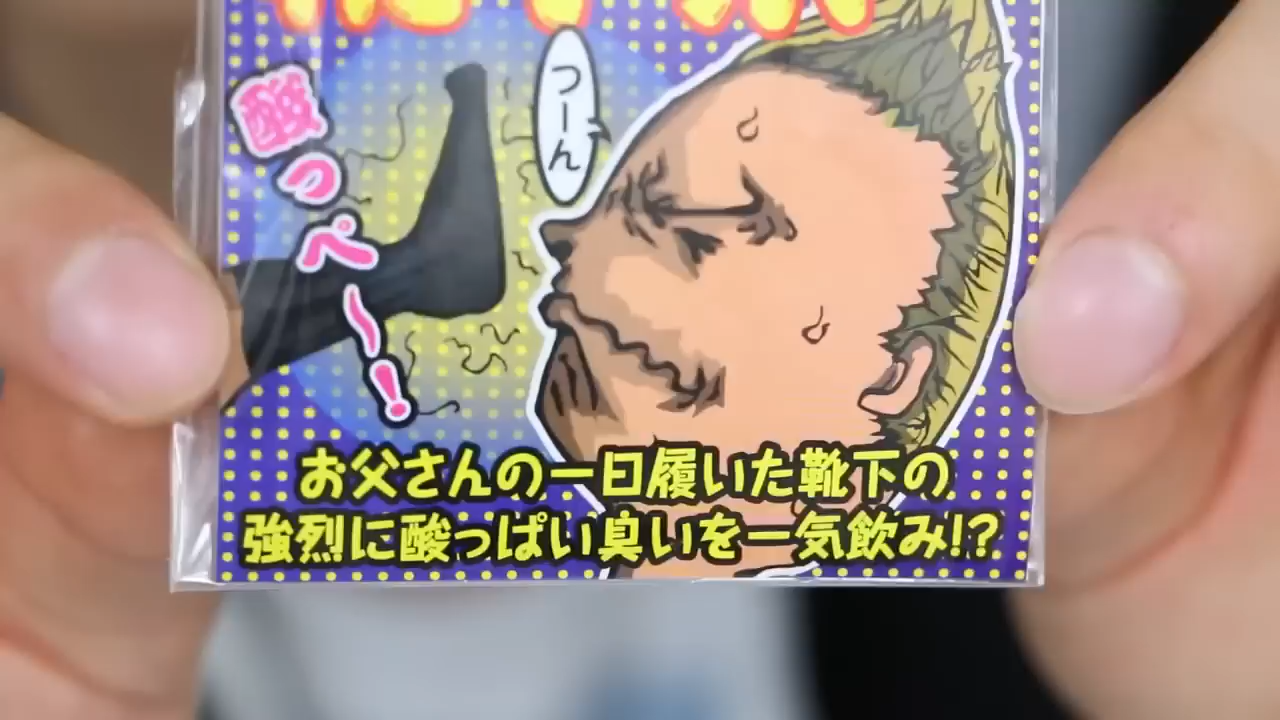 酸っぺ〜!
つーん
お父さんの一日履いた靴下の
強烈に酸っぱい臭いを一気飲み!?